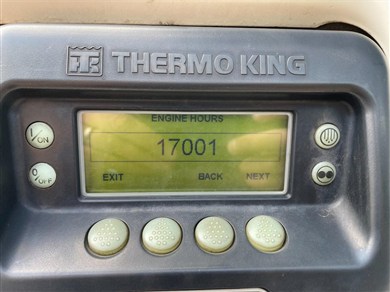 THERMO KING
ENGINE HOURS
I/ON
17001
O/OFF
EXIT BACK NEXT